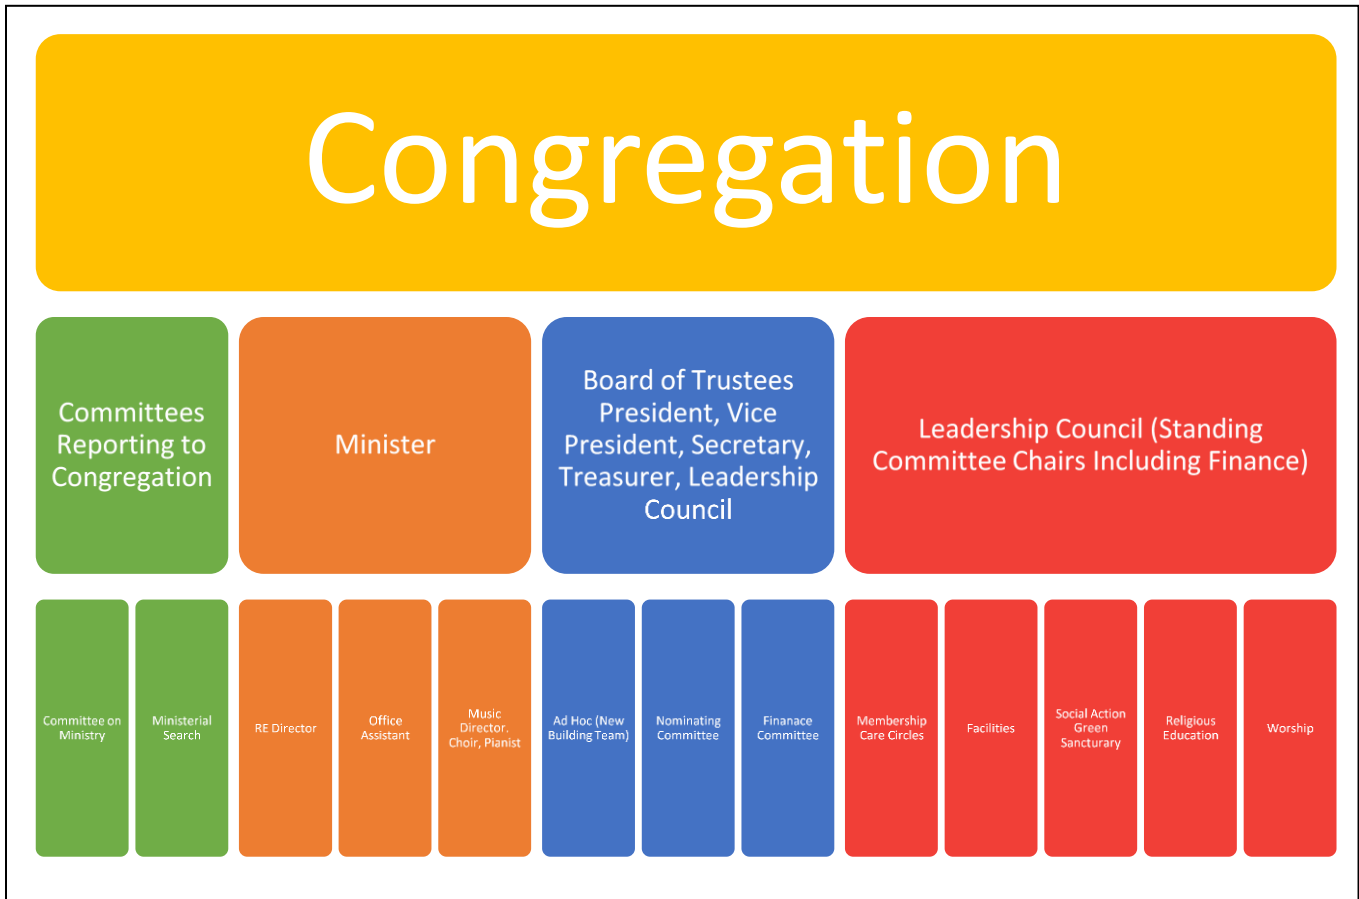 Congregation
Committees
Reporting to
Congregation
Minister
Board of Trustees
President, Vice
President, Secretary,
Treasurer, Leadership
Council
Leadership Council (Standing
Committee Chairs Including Finance)
Committee on
Ministry
Ministerial
Search
RE Director
Office
Assistant
Music
Director.
Choir, Pianist
Ad Hoc (New
Building Team)
Nominating
Committee
Finanace
Committee
Membership
Care Circles
Facilities
Social Action
Green
Sancturary
Religious
Education
Worship